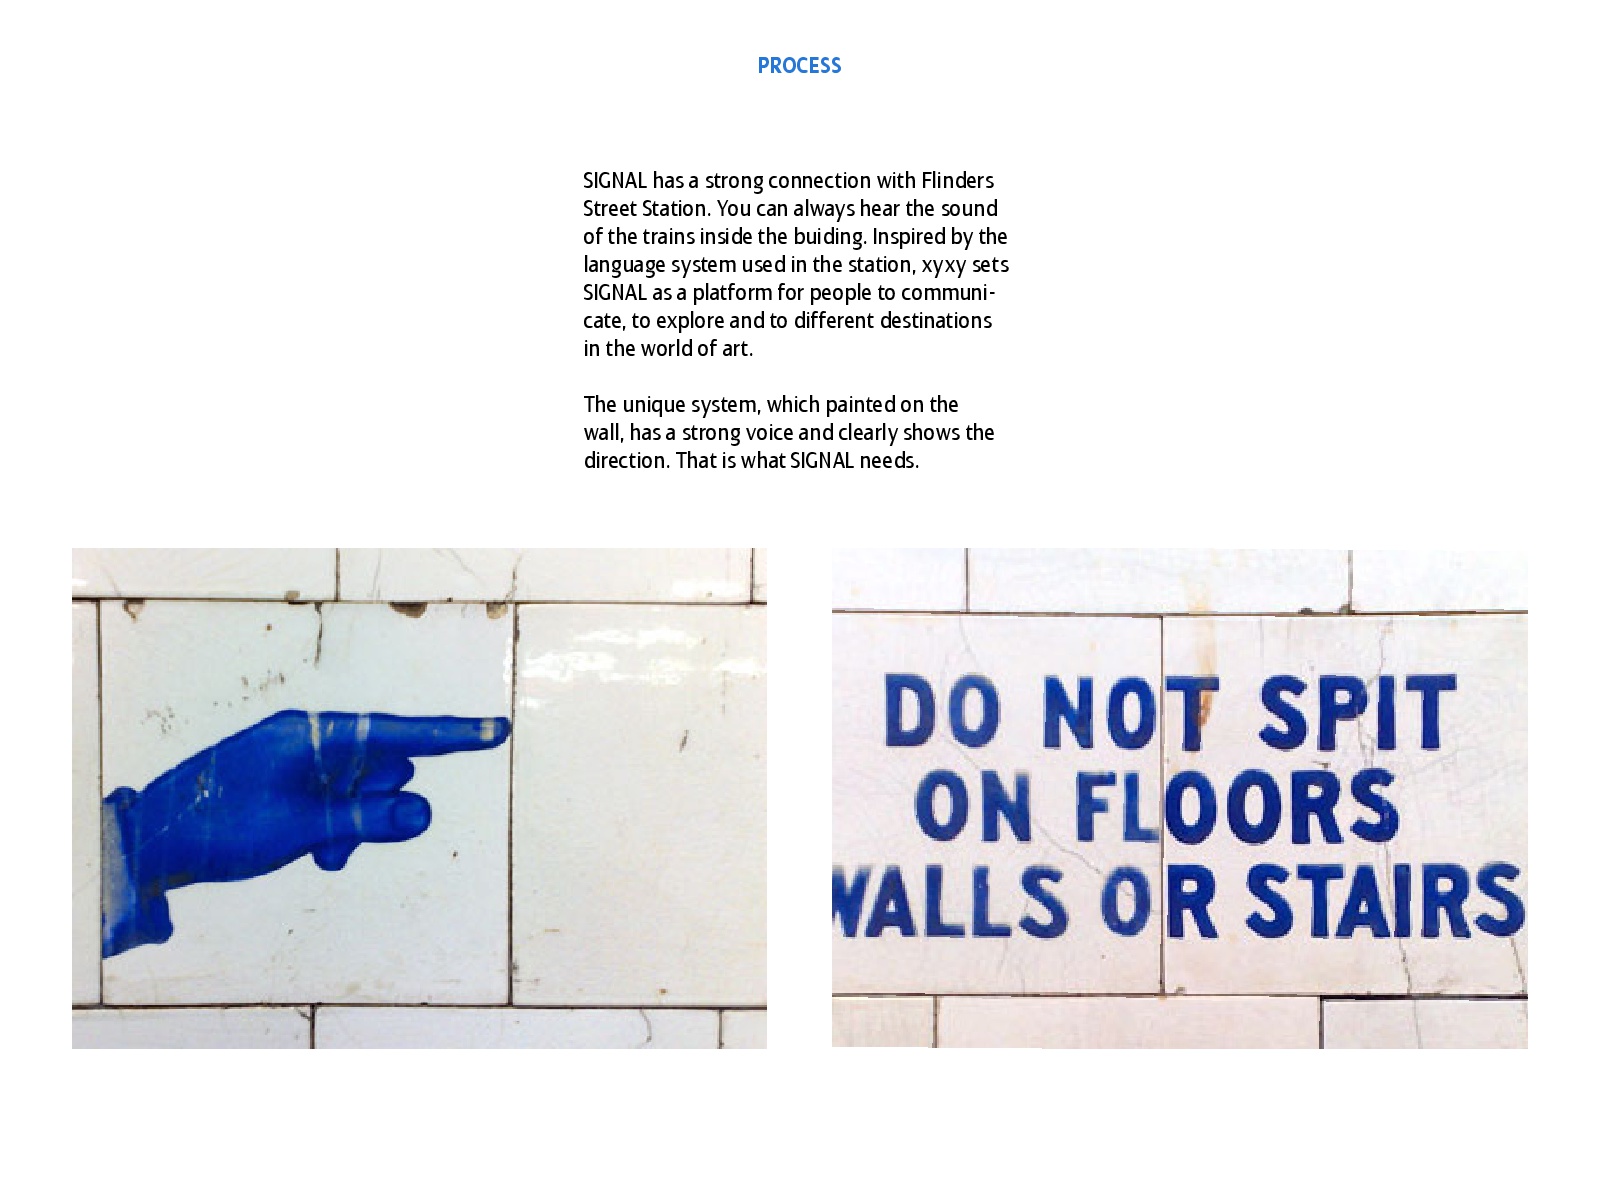 PROCESS
SIGNAL has a strong connection with Flinders
Street Station. You can always hear the sound
of the trains inside the buiding. Inspired by the
language system used in the station, xyxy sets
SIGNAL as a platform for people to communi-
cate, to explore and to different destinations
in the world of art.
The unique system, which painted on the
wall, has a strong voice and clearly shows the
direction. That is what SIGNAL needs.
DO NOT SPIT
ON FLOORS
WALLS OR STAIRS